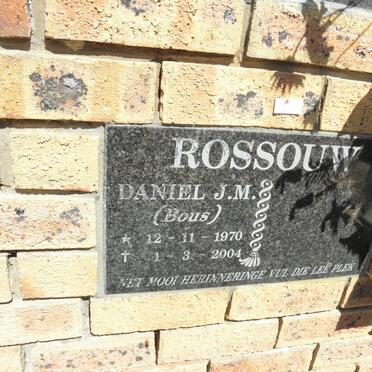 ROSSOUW
DANIEL J.M.
(Bous)
★ 12 - 11 - 1970
† 1 - 3 - 2004
NET MOOI HERINNERINGE VUL DIE LEË PLEK